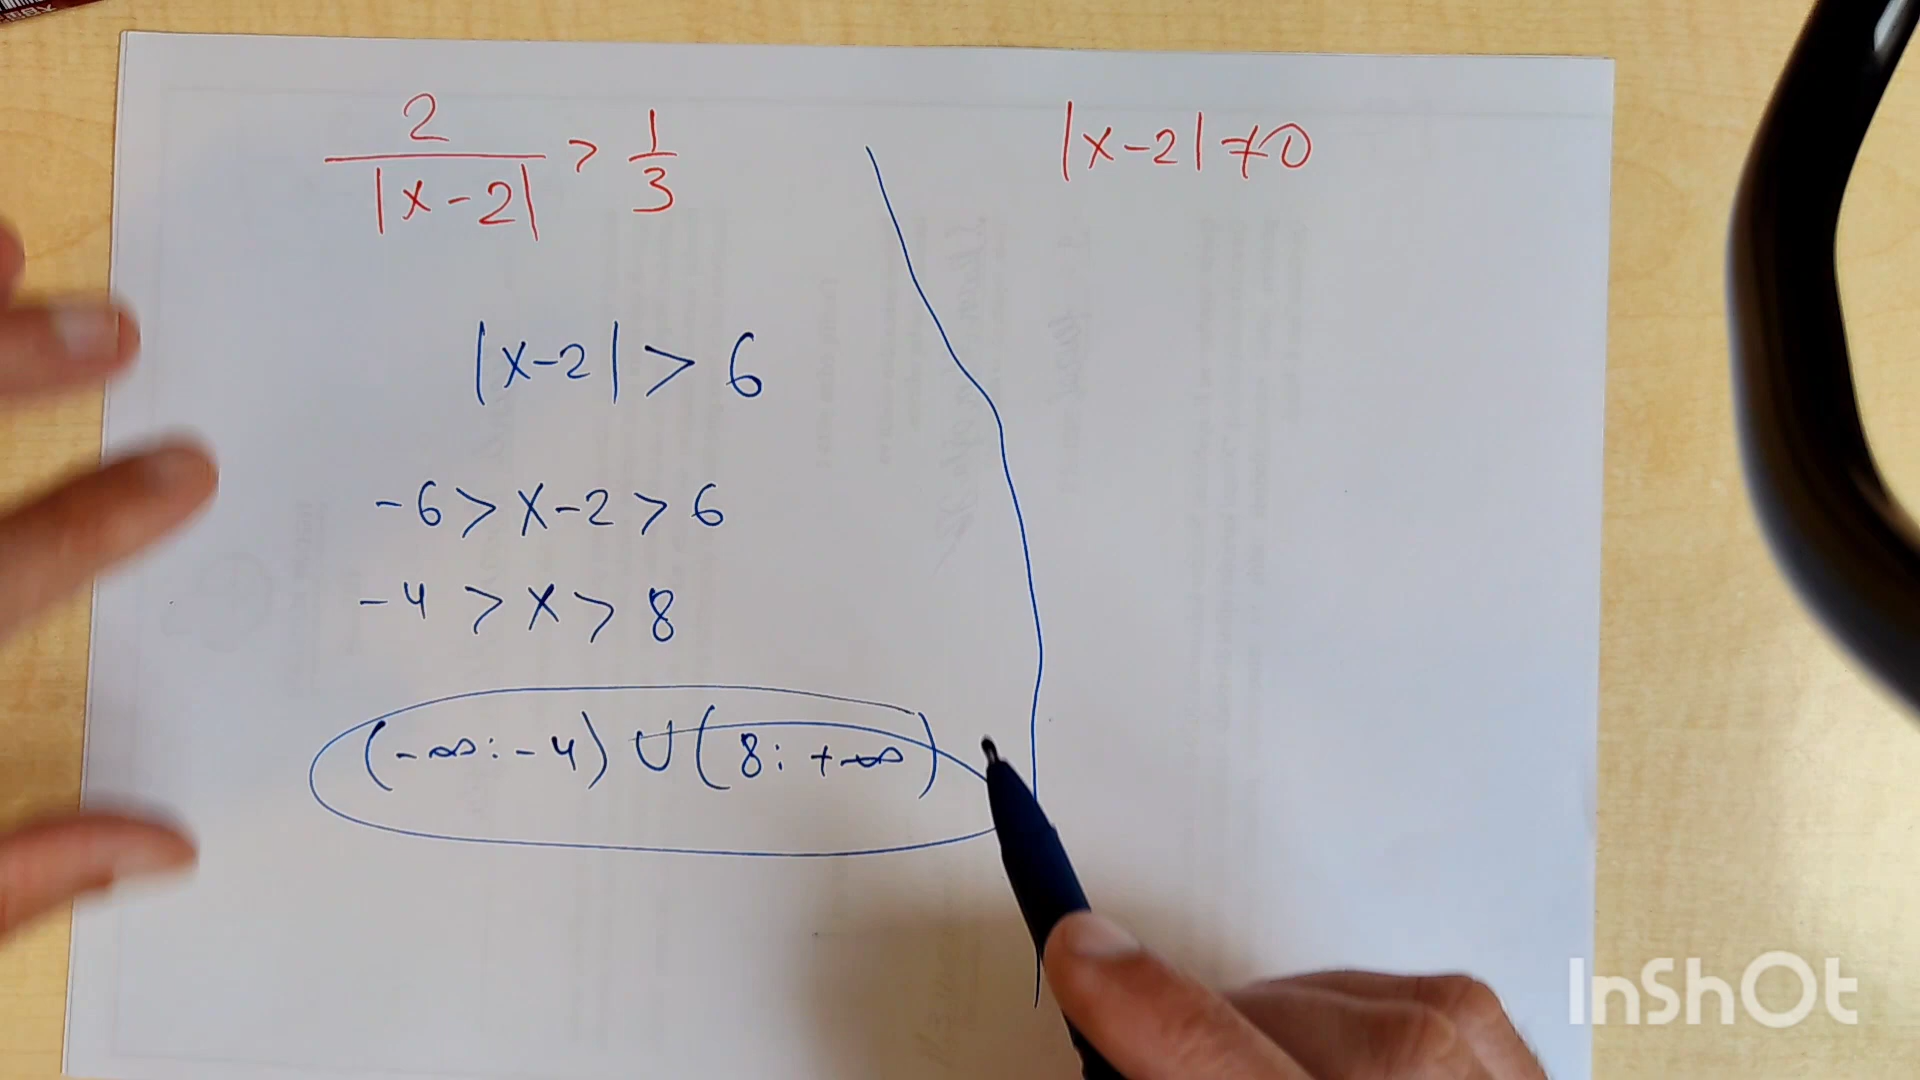 2/|x-2| > 1/3
|x-2| > 6
-6 > x-2 > 6
-4 > x > 8
(-∞:-4) ∪ (8:+∞)
|x-2| ≠ 0
InShOt